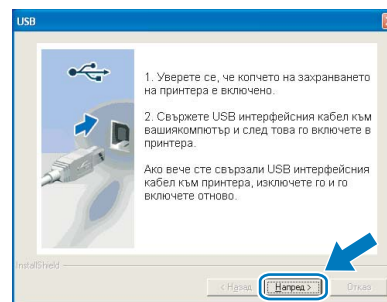 USB
1. Уверете се, че копчето на захранването
на принтера е включено.
2. Свържете USB интерфейсния кабел към
вашиякомпютър и след това го включете в
принтера.
Ако вече сте свързали USB интерфейсния
кабел към принтера, изключете го и го
включете отново.
InstallShield
< Назад
Напред >
Отказ